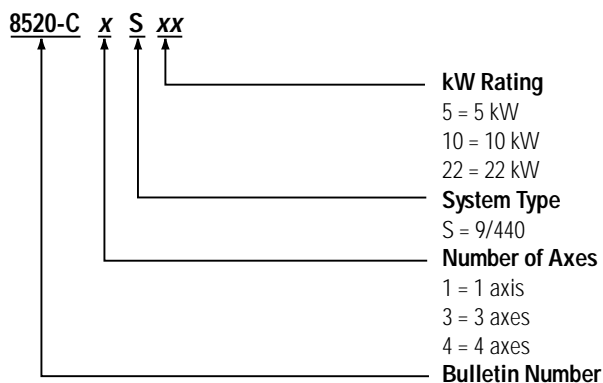 8520-C x S xx
kW Rating
5 = 5 kW
10 = 10 kW
22 = 22 kW
System Type
S = 9/440
Number of Axes
1 = 1 axis
3 = 3 axes
4 = 4 axes
Bulletin Number